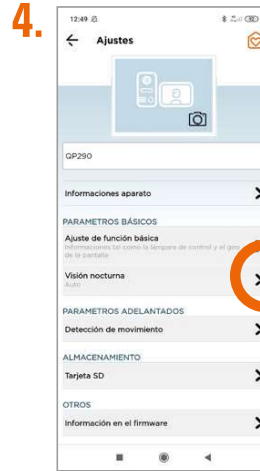 4.
12:49
Ajustes
QP290
Informaciones aparato
PARAMETROS BÁSICOS
Ajuste de función básica
Informaciones tal como la lámpara de control y el giro
de la pantalla
Visión nocturna
Auto
PARAMETROS ADELANTADOS
Detección de movimiento
ALMACENAMIENTO
Tarjeta SD
OTROS
Información en el firmware